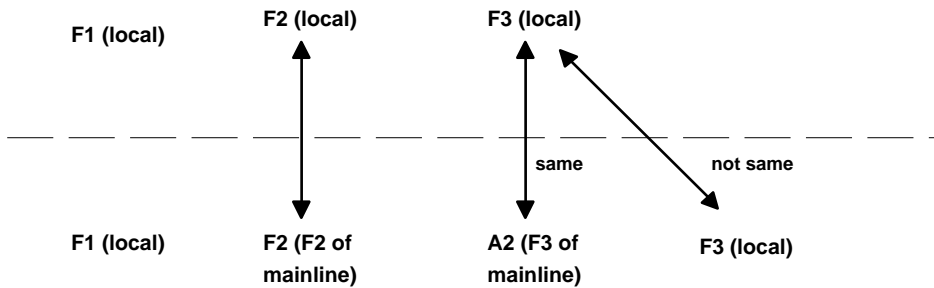 F1 (local)
F2 (local)
F3 (local)
same
not same
F1 (local)
F2 (F2 of
mainline)
A2 (F3 of
mainline)
F3 (local)